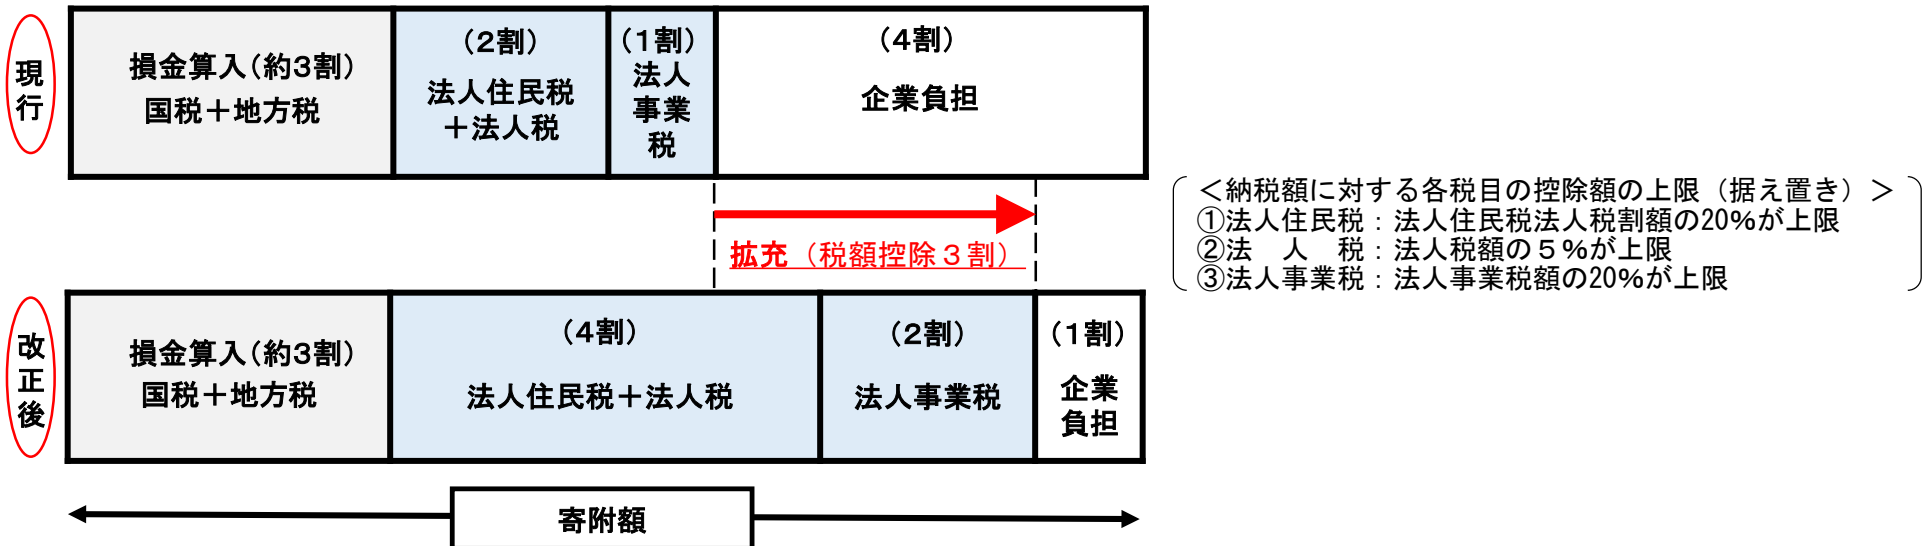 現行
損金算入(約3割)
国税＋地方税
(2割)
法人住民税
＋法人税
(1割)
法人
事業
税
(4割)
企業負担
拡充（税額控除３割）
＜納税額に対する各税目の控除額の上限（据え置き）＞
①法人住民税：法人住民税法人税割額の20%が上限
②法　人　税：法人税額の５%が上限
③法人事業税：法人事業税額の20%が上限
改正後
損金算入(約3割)
国税＋地方税
(4割)
法人住民税＋法人税
(2割)
法人事業税
(1割)
企業
負担
寄附額